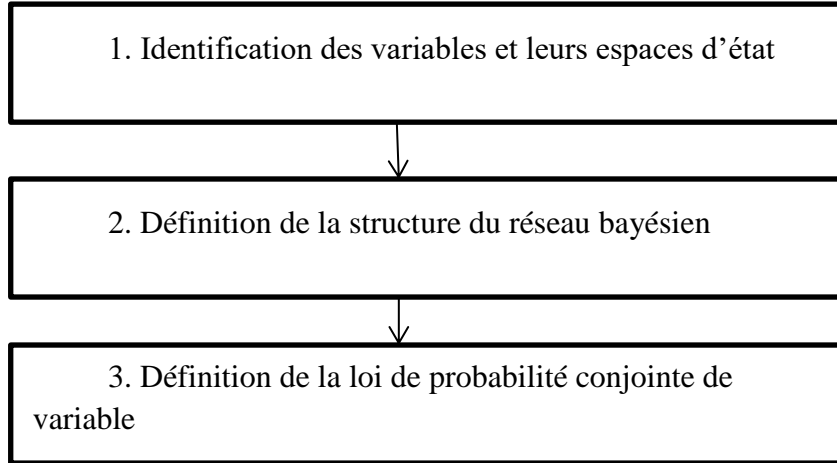 1. Identification des variables et leurs espaces d’état
2. Définition de la structure du réseau bayésien
3. Définition de la loi de probabilité conjointe de
variable